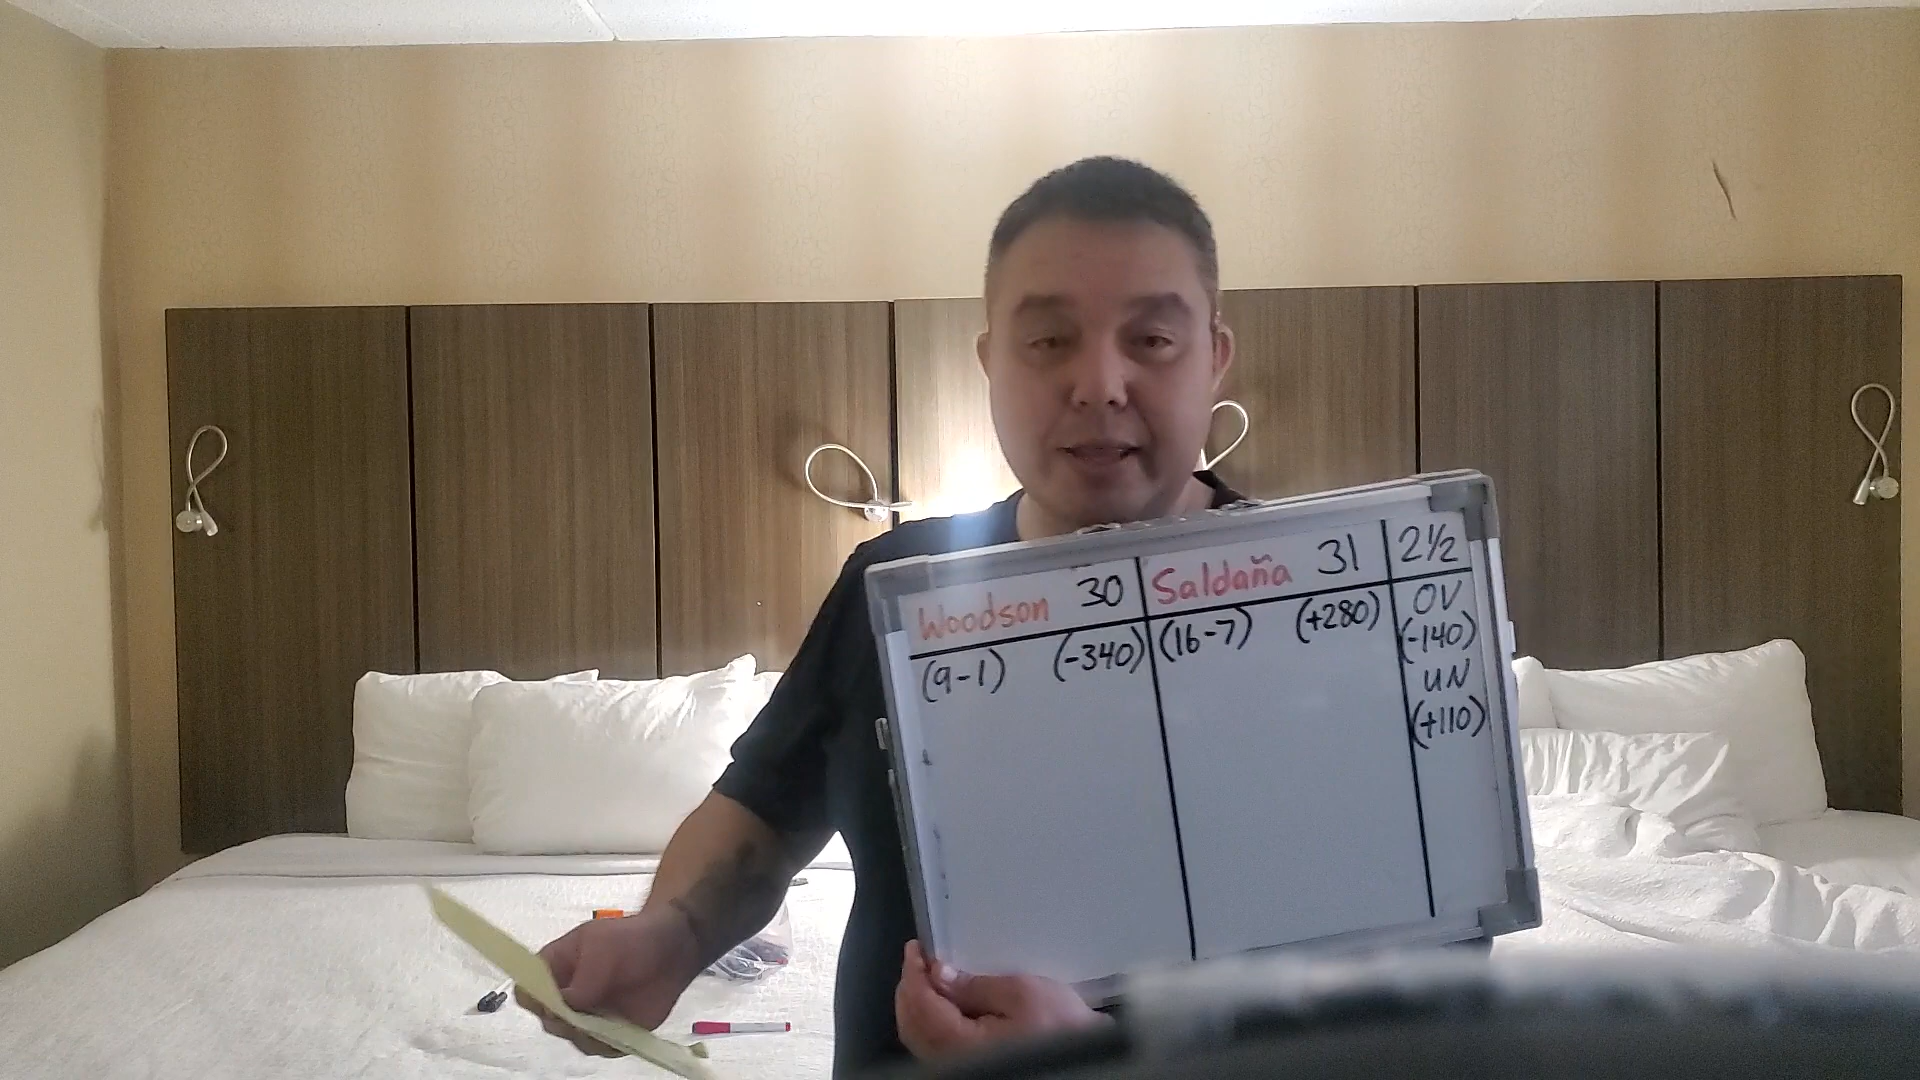 Woodson 30
(9-1) (-340)
Saldaña 31
(16-7) (+280)
2½
OV
(-140)
UN
(+110)